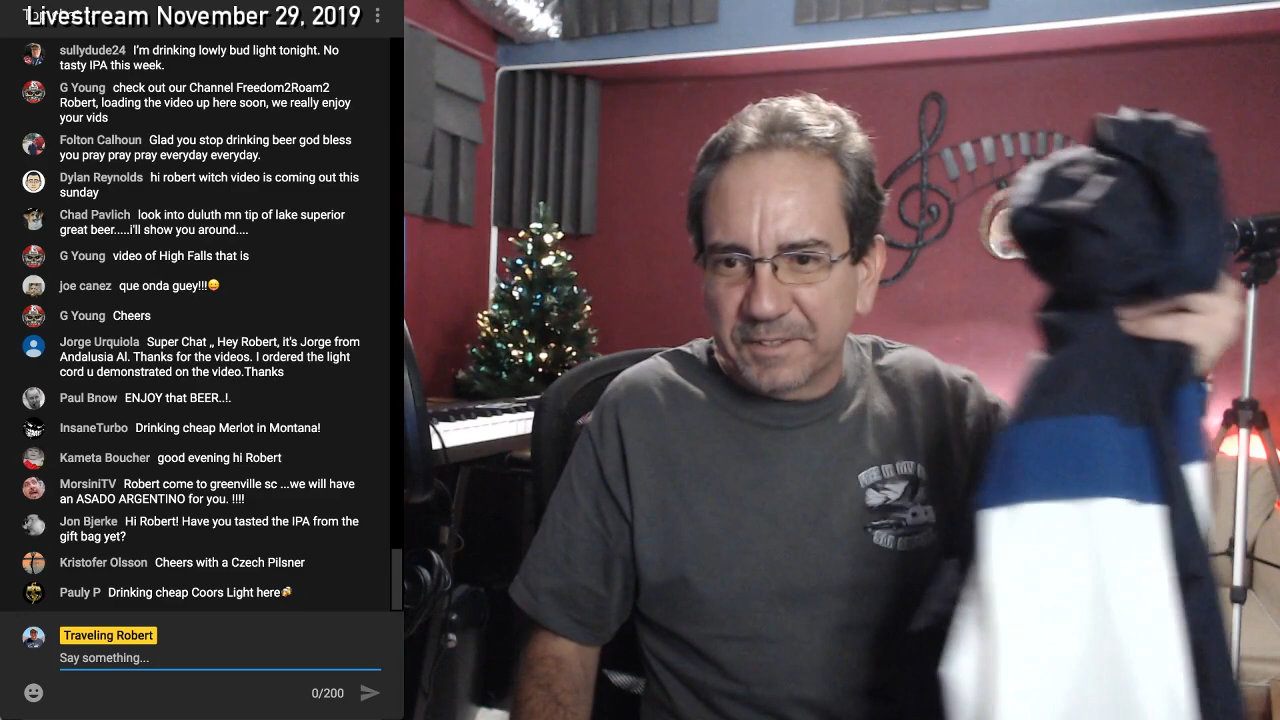 Livestream November 29, 2019
sullydude24 I'm drinking lowly bud light tonight. No
tasty IPA this week.
G Young check out our Channel Freedom2Roam2
Robert, loading the video up here soon, we really enjoy
your vids
Folton Calhoun Glad you stop drinking beer god bless
you pray pray pray everyday everyday.
Dylan Reynolds hi robert witch video is coming out this
sunday
Chad Pavlich look into duluth mn tip of lake superior
great beer.....i'll show you around....
G Young video of High Falls that is
joe canez que onda guey!!!😛
G Young Cheers
Jorge Urquiola Super Chat ,, Hey Robert, it's Jorge from
Andalusia Al. Thanks for the videos. I ordered the light
cord u demonstrated on the video.Thanks
Paul Bnow ENJOY that BEER..!.
InsaneTurbo Drinking cheap Merlot in Montana!
Kameta Boucher good evening hi Robert
MorsiniTV Robert come to greenville sc ...we will have
an ASADO ARGENTINO for you. !!!!
Jon Bjerke Hi Robert! Have you tasted the IPA from the
gift bag yet?
Kristofer Olsson Cheers with a Czech Pilsner
Pauly P Drinking cheap Coors Light here🍻
Traveling Robert
Say something...
0/200